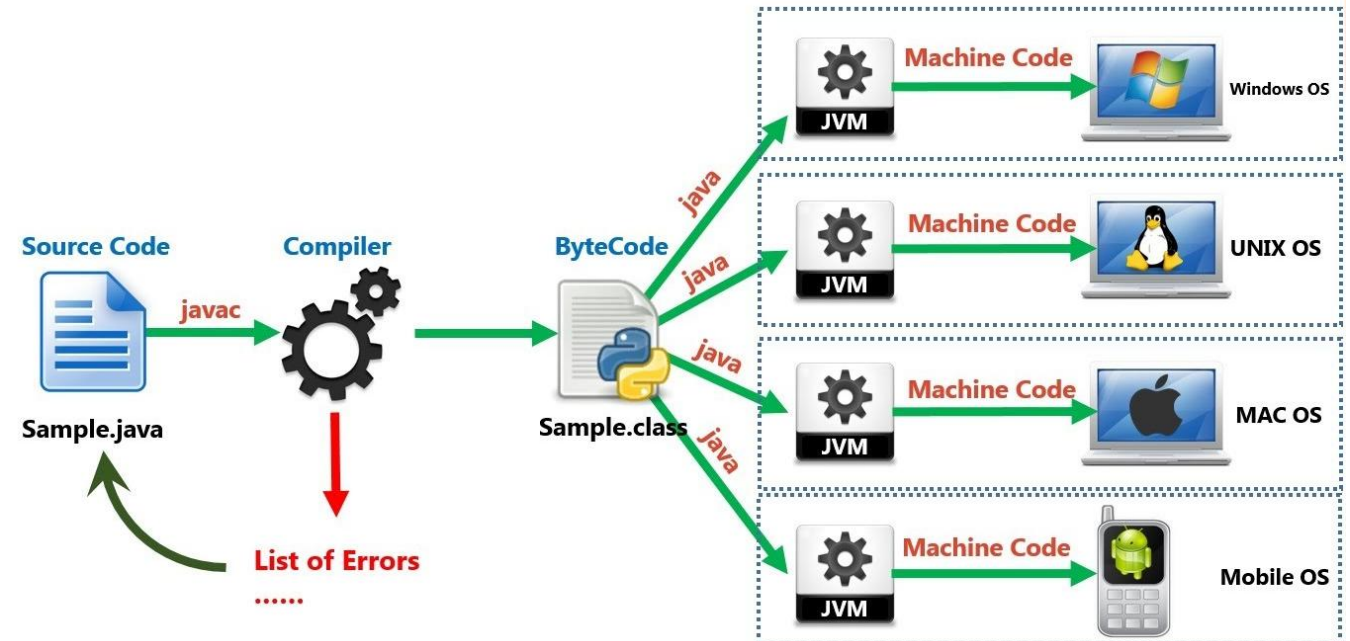 Source Code
javac
Sample.java
Compiler
List of Errors
......
ByteCode
Sample.class
java
JVM
Machine Code
Windows OS
java
JVM
Machine Code
UNIX OS
java
JVM
Machine Code
MAC OS
java
JVM
Machine Code
Mobile OS